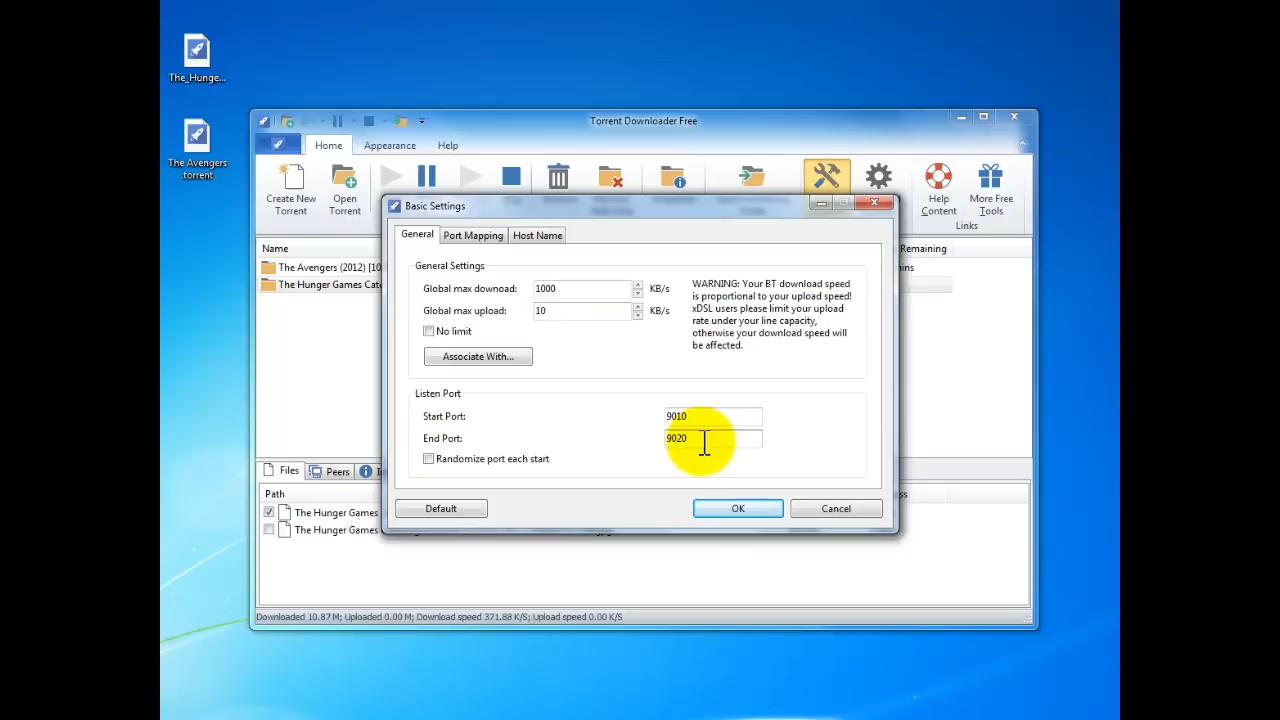 The_Hunge...
The Avengers
.torrent
Torrent Downloader Free
Home
Appearance
Help
Create New
Torrent
Open
Torrent
Help
Content
More Free
Tools
Links
Basic Settings
General
Port Mapping
Host Name
Name
Remaining
The Avengers (2012) [10
The Hunger Games Catc
General Settings
Global max downoad:
1000
KB/s
Global max upload:
10
KB/s
No limit
Associate With...
WARNING: Your BT download speed
is proportional to your upload speed!
xDSL users please limit your upload
rate under your line capacity,
otherwise your download speed will
be affected.
Listen Port
Start Port:
9010
End Port:
9020
Randomize port each start
Default
OK
Cancel
Files
Peers
Path
The Hunger Games
The Hunger Games
Downloaded 10.87 M; Uploaded 0.00 M; Download speed 371.88 K/S; Upload speed 0.00 K/S